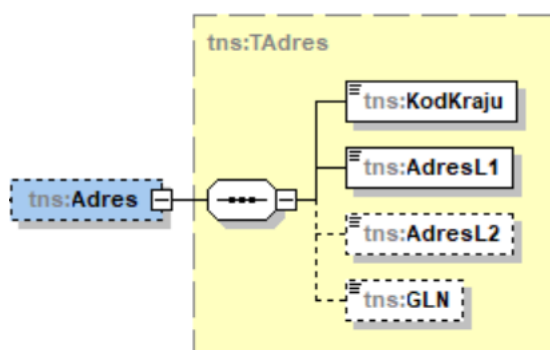 tns:TAdres
tns:KodKraju
tns:AdresL1
tns:Adres
tns:AdresL2
tns:GLN